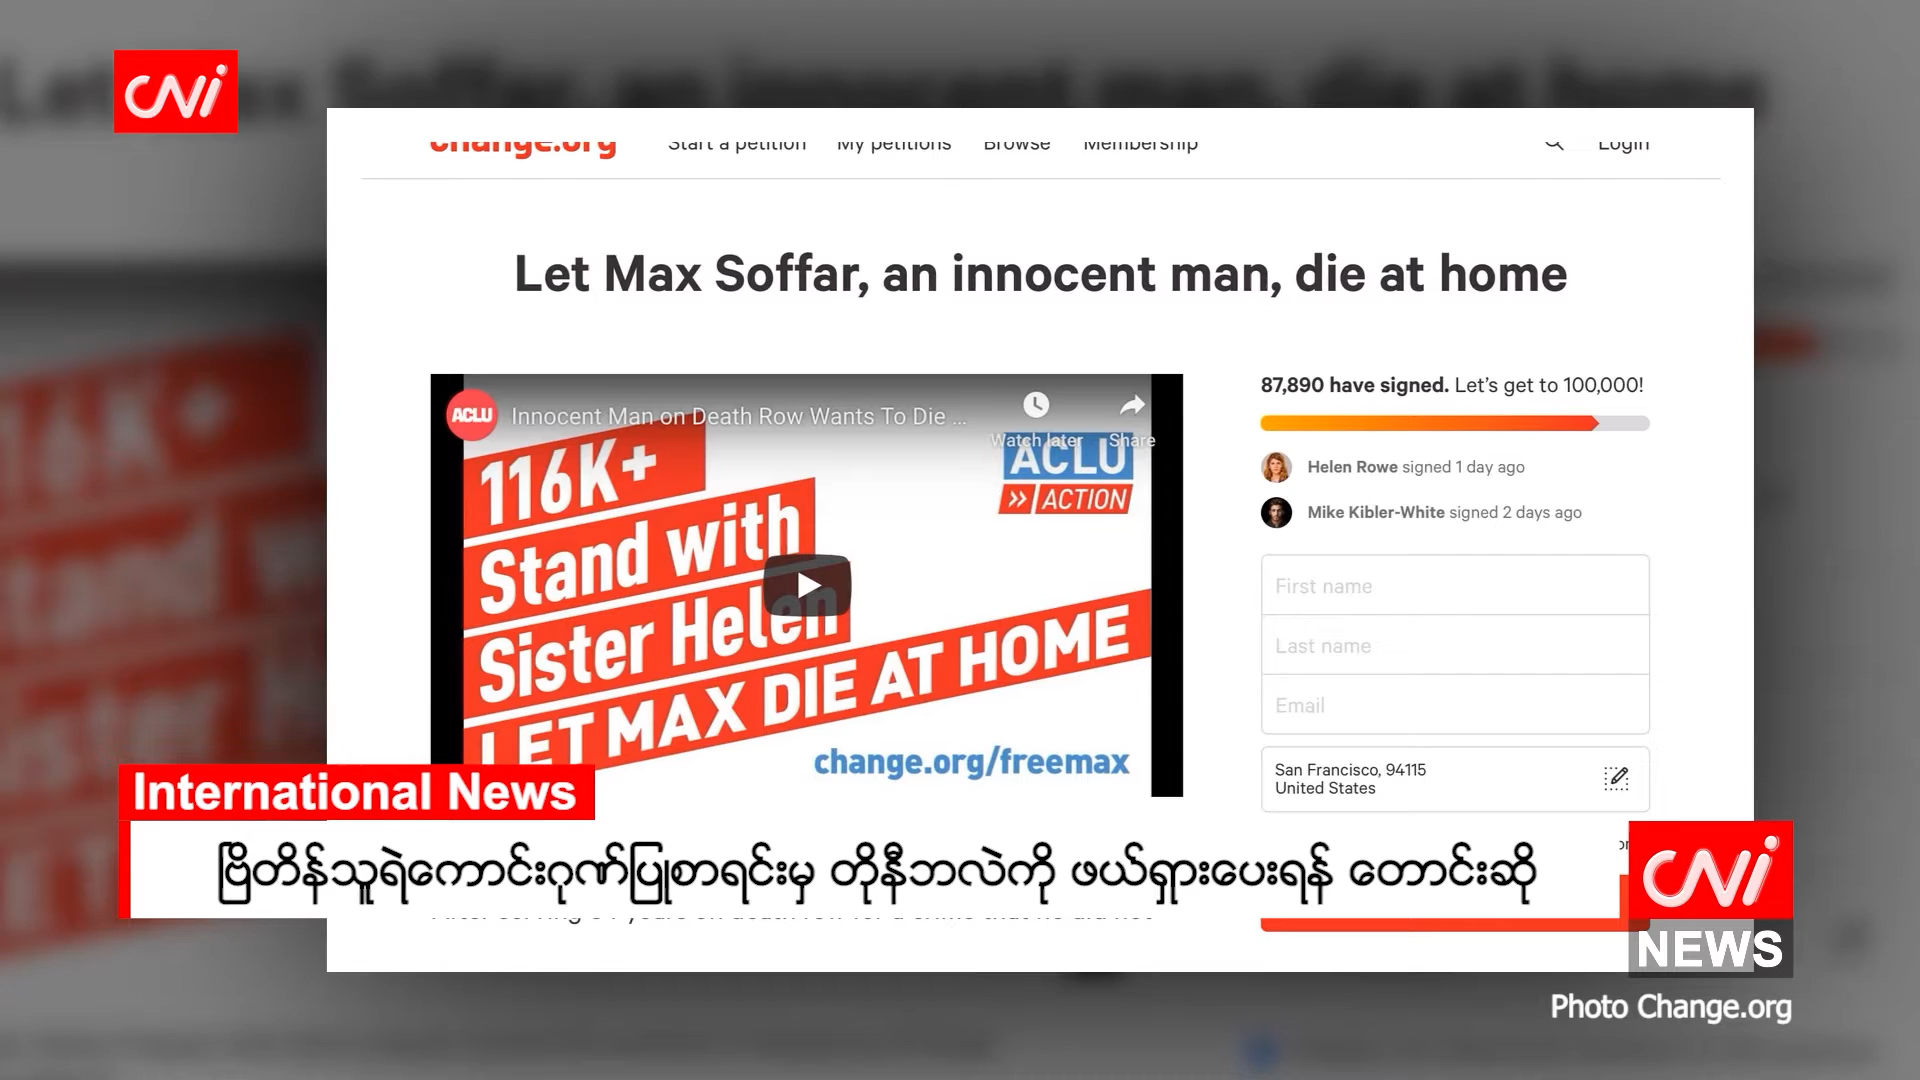 CNi
change.org
Start a petition My petitions Browse Membership Login
Let Max Soffar, an innocent man, die at home
ACLU Innocent Man on Death Row Wants To Die ...
Watch later Share
116K+
Stand with
Sister Helen
LET MAX DIE AT HOME
ACLU
>> ACTION
change.org/freemax
87,890 have signed. Let's get to 100,000!
Helen Rowe signed 1 day ago
Mike Kibler-White signed 2 days ago
First name
Last name
Email
San Francisco, 94115
United States
International News
ဗြိတိန်သူရဲကောင်းဂုဏ်ပြုစာရင်းမှ တိုနီဘလဲကို ဖယ်ရှားပေးရန် တောင်းဆို
CNi
NEWS
Photo Change.org